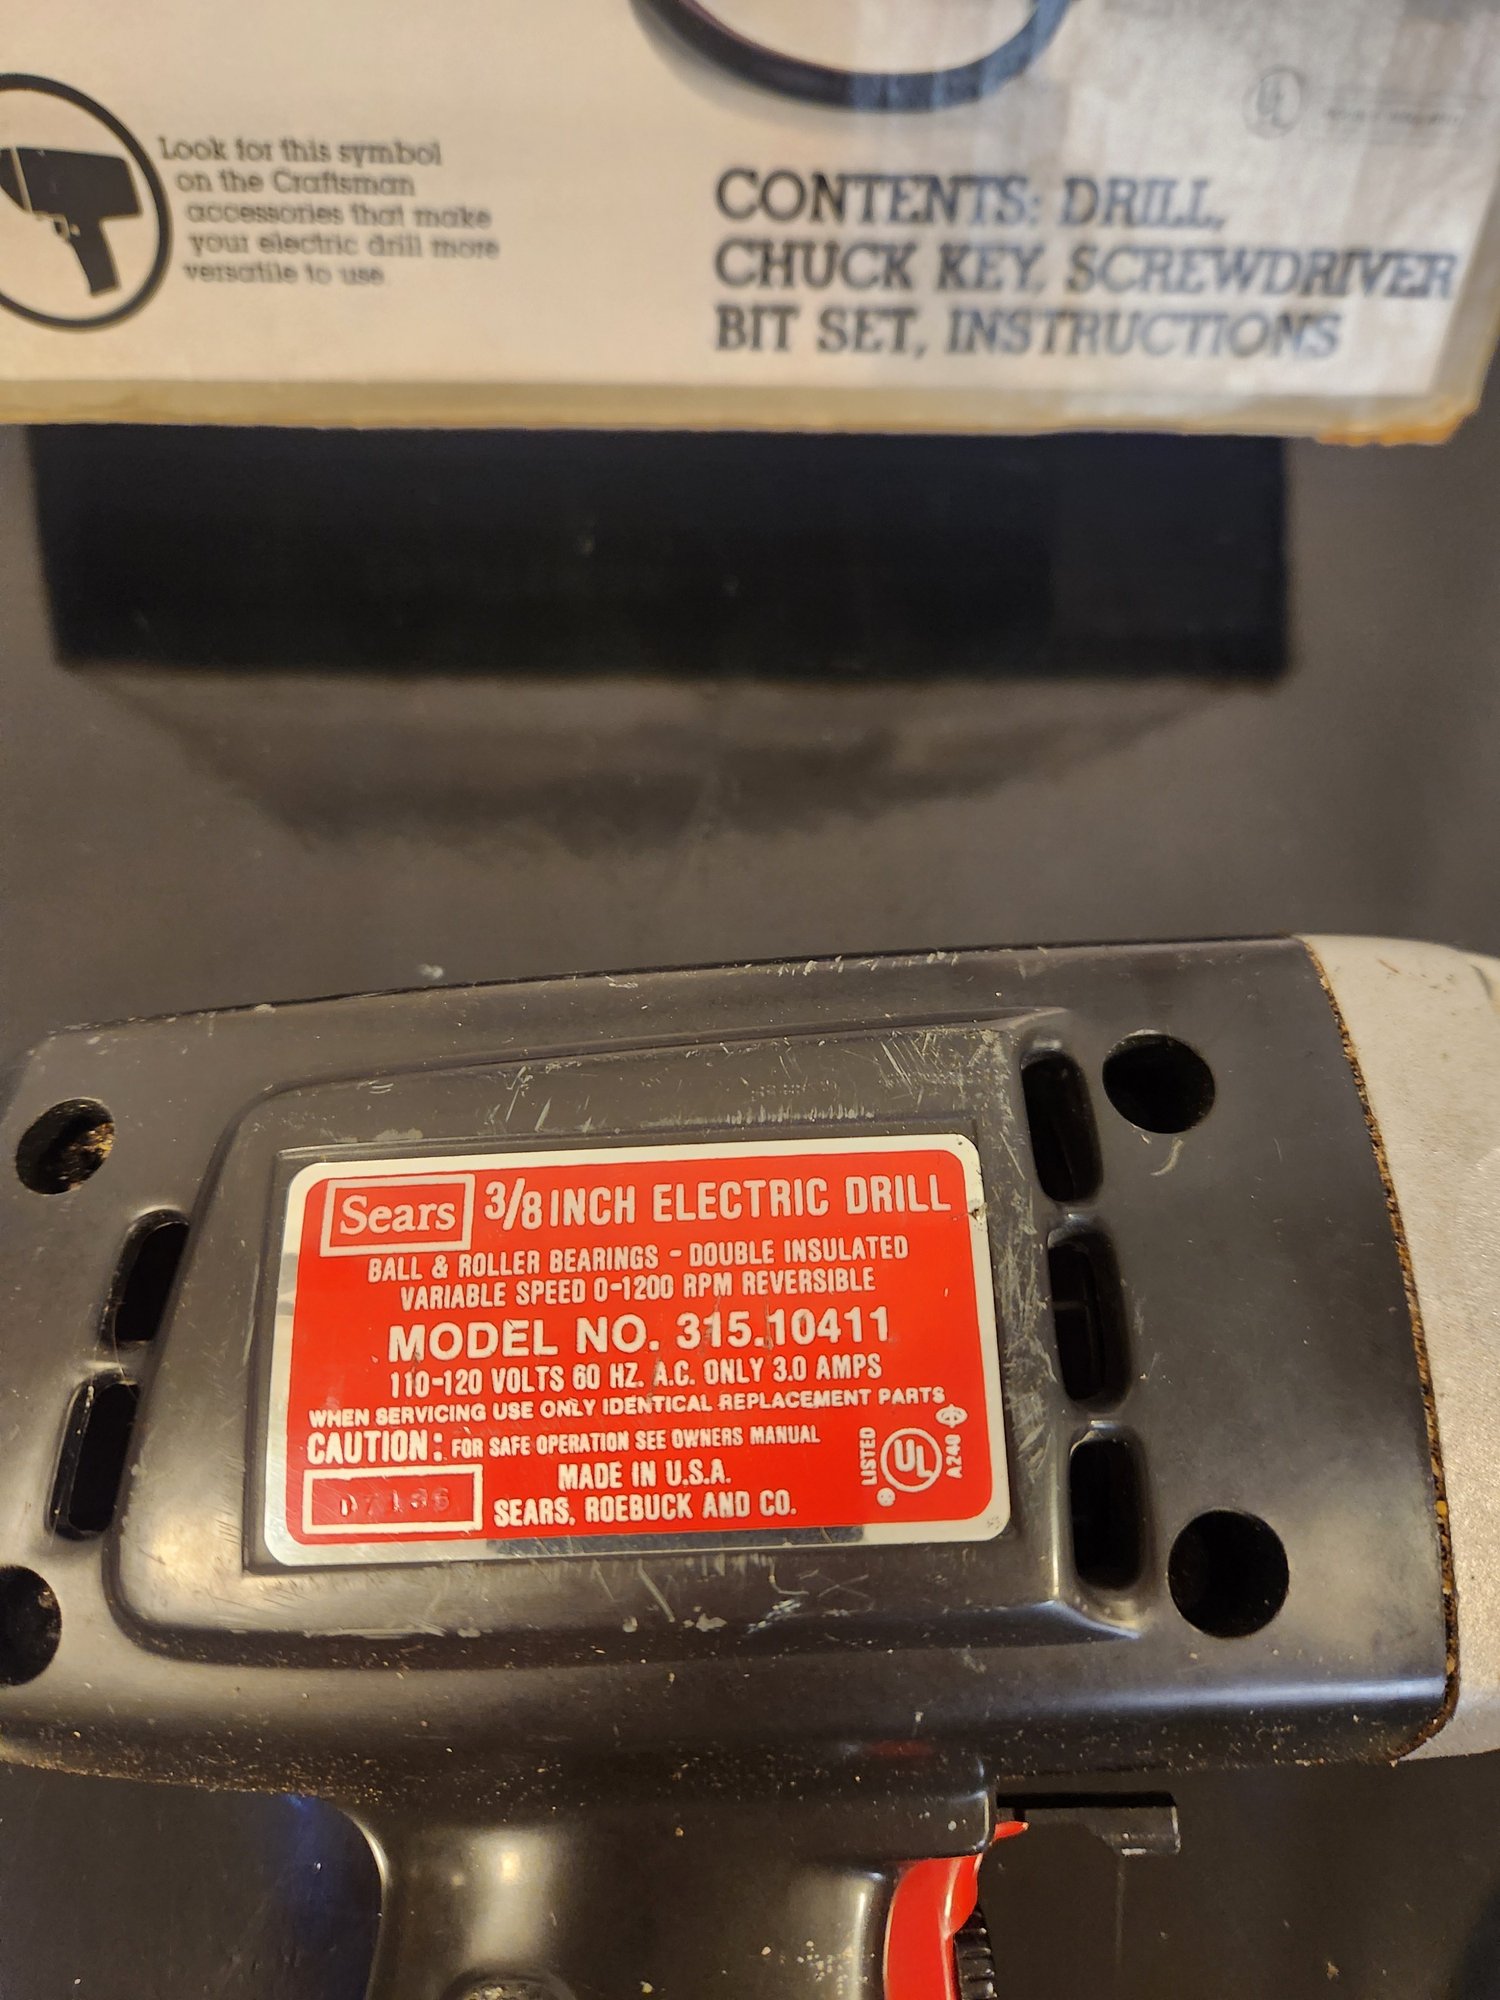 Look for this symbol
on the Craftsman
accessories that make
your electric drill more
versatile to use
CONTENTS: DRILL,
CHUCK KEY, SCREWDRIVER
BIT SET, INSTRUCTIONS
UL
Sears 3/8 INCH ELECTRIC DRILL
BALL & ROLLER BEARINGS - DOUBLE INSULATED
VARIABLE SPEED 0-1200 RPM REVERSIBLE
MODEL NO. 315.10411
110-120 VOLTS 60 HZ. A.C. ONLY 3.0 AMPS
WHEN SERVICING USE ONLY IDENTICAL REPLACEMENT PARTS
CAUTION: FOR SAFE OPERATION SEE OWNERS MANUAL
MADE IN U.S.A.
SEARS, ROEBUCK AND CO.
LISTED
UL
A240